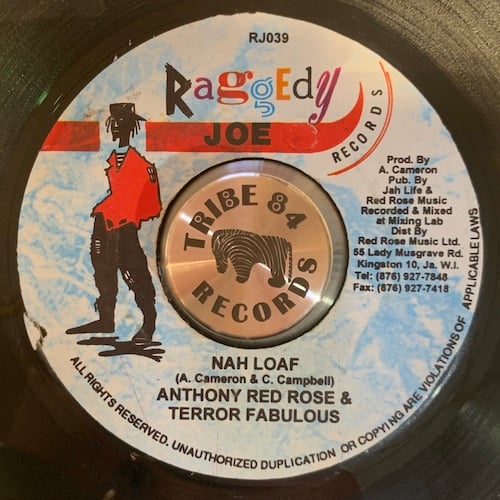 RJ039
RaggEdy
JOE
RECORDS
Prod. By
A. Cameron
Pub. By
Jah Life &
Red Rose Music
Recorded & Mixed
at Mixing Lab
Dist By
Red Rose Music Ltd.
55 Lady Musgrave Rd.
Kingston 10, Ja. W.I.
Tel: (876) 927-7848
Fax: (876) 927-7418
TRIBE 84
RECORDS
NAH LOAF
(A. Cameron & C. Campbell)
ANTHONY RED ROSE &
TERROR FABULOUS
ALL RIGHTS RESERVED. UNAUTHORIZED DUPLICATION OR COPYING ARE VIOLATIONS OF APPLICABLE LAWS